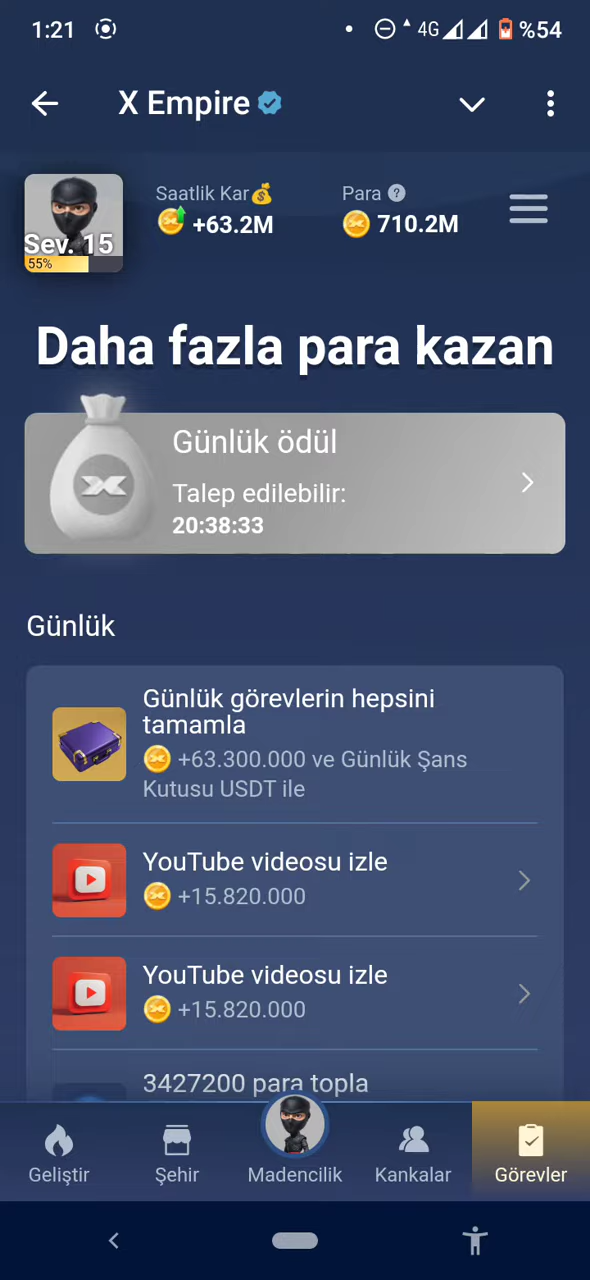 1:21
4G
%54
X Empire
Saatlik Kar
Para ?
+63.2M
710.2M
Sev. 15
55%
Daha fazla para kazan
Günlük ödül
Talep edilebilir:
20:38:33
Günlük
Günlük görevlerin hepsini
tamamla
+63.300.000 ve Günlük Şans
Kutusu USDT ile
YouTube videosu izle
+15.820.000
YouTube videosu izle
+15.820.000
3427200 para topla
Geliştir
Şehir
Madencilik
Kankalar
Görevler